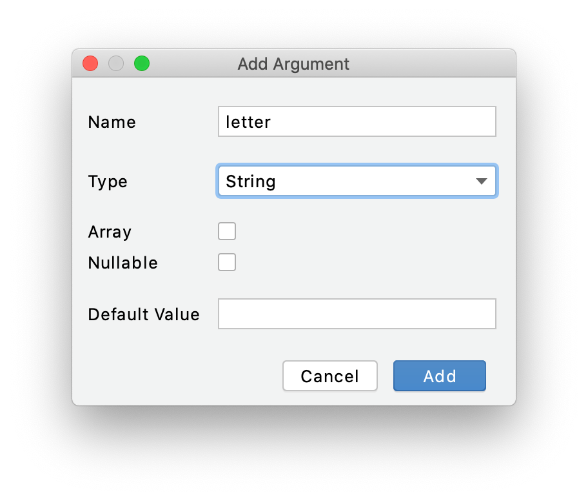 Add Argument
Name letter
Type String
Array
Nullable
Default Value
Cancel Add